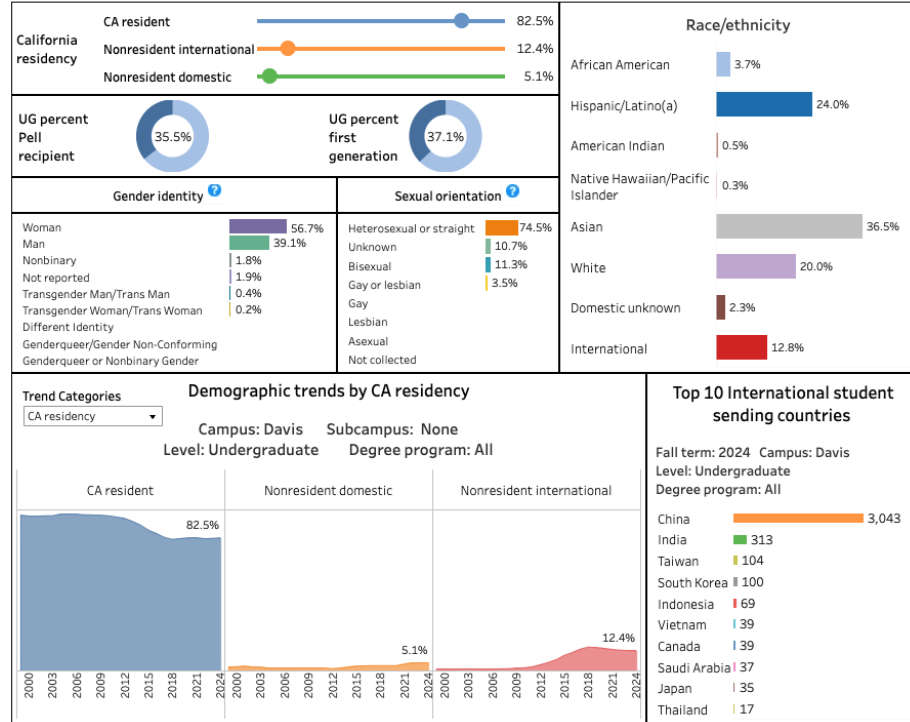 California
residency
CA resident
82.5%
Nonresident international
12.4%
Nonresident domestic
5.1%
UG percent
Pell
recipient
35.5%
UG percent
first
generation
37.1%
Gender identity ?
Woman 56.7%
Man 39.1%
Nonbinary 1.8%
Not reported 1.9%
Transgender Man/Trans Man 0.4%
Transgender Woman/Trans Woman 0.2%
Different Identity
Genderqueer/Gender Non-Conforming
Genderqueer or Nonbinary Gender
Sexual orientation ?
Heterosexual or straight 74.5%
Unknown 10.7%
Bisexual 11.3%
Gay or lesbian 3.5%
Gay
Lesbian
Asexual
Not collected
Race/ethnicity
African American 3.7%
Hispanic/Latino(a) 24.0%
American Indian 0.5%
Native Hawaiian/Pacific
Islander 0.3%
Asian 36.5%
White 20.0%
Domestic unknown 2.3%
International 12.8%
Trend Categories
CA residency
Demographic trends by CA residency
Campus: Davis Subcampus: None
Level: Undergraduate Degree program: All
CA resident Nonresident domestic Nonresident international
82.5% 5.1% 12.4%
2000 2003 2006 2009 2012 2015 2018 2021 2024 2000 2003 2006 2009 2012 2015 2018 2021 2024 2000 2003 2006 2009 2012 2015 2018 2021 2024
Top 10 International student
sending countries
Fall term: 2024 Campus: Davis
Level: Undergraduate
Degree program: All
China 3,043
India 313
Taiwan 104
South Korea 100
Indonesia 69
Vietnam 39
Canada 39
Saudi Arabia 37
Japan 35
Thailand 17